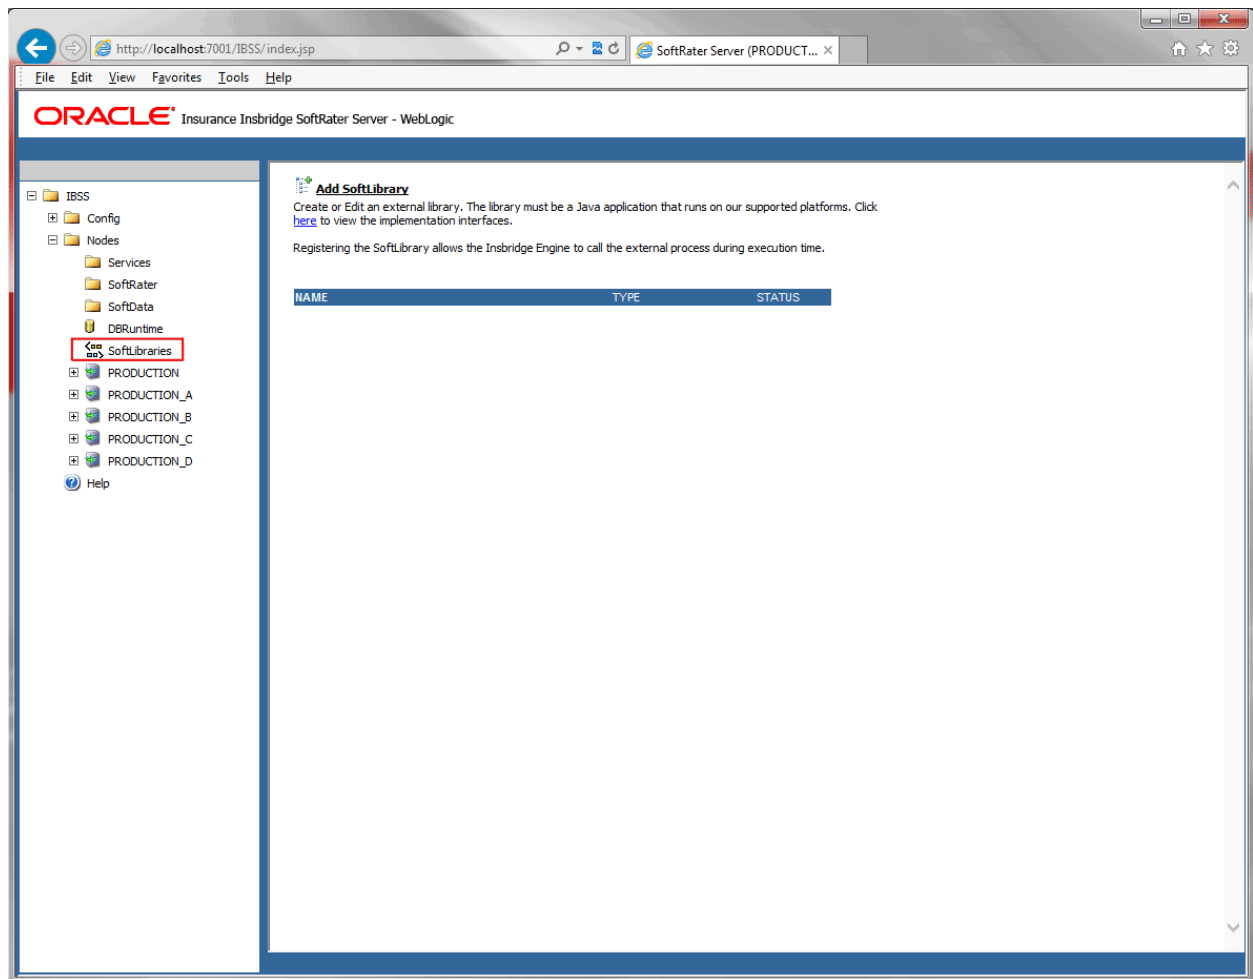 http://localhost:7001/IBSS/index.jsp
SoftRater Server (PRODUCT...
File Edit View Favorites Tools Help
ORACLE Insurance Insbridge SoftRater Server - WebLogic
IBSS
Config
Nodes
Services
SoftRater
SoftData
DBRuntime
SoftLibraries
PRODUCTION
PRODUCTION_A
PRODUCTION_B
PRODUCTION_C
PRODUCTION_D
Help
Add SoftLibrary
Create or Edit an external library. The library must be a Java application that runs on our supported platforms. Click
here to view the implementation interfaces.
Registering the SoftLibrary allows the Insbridge Engine to call the external process during execution time.
NAME TYPE STATUS